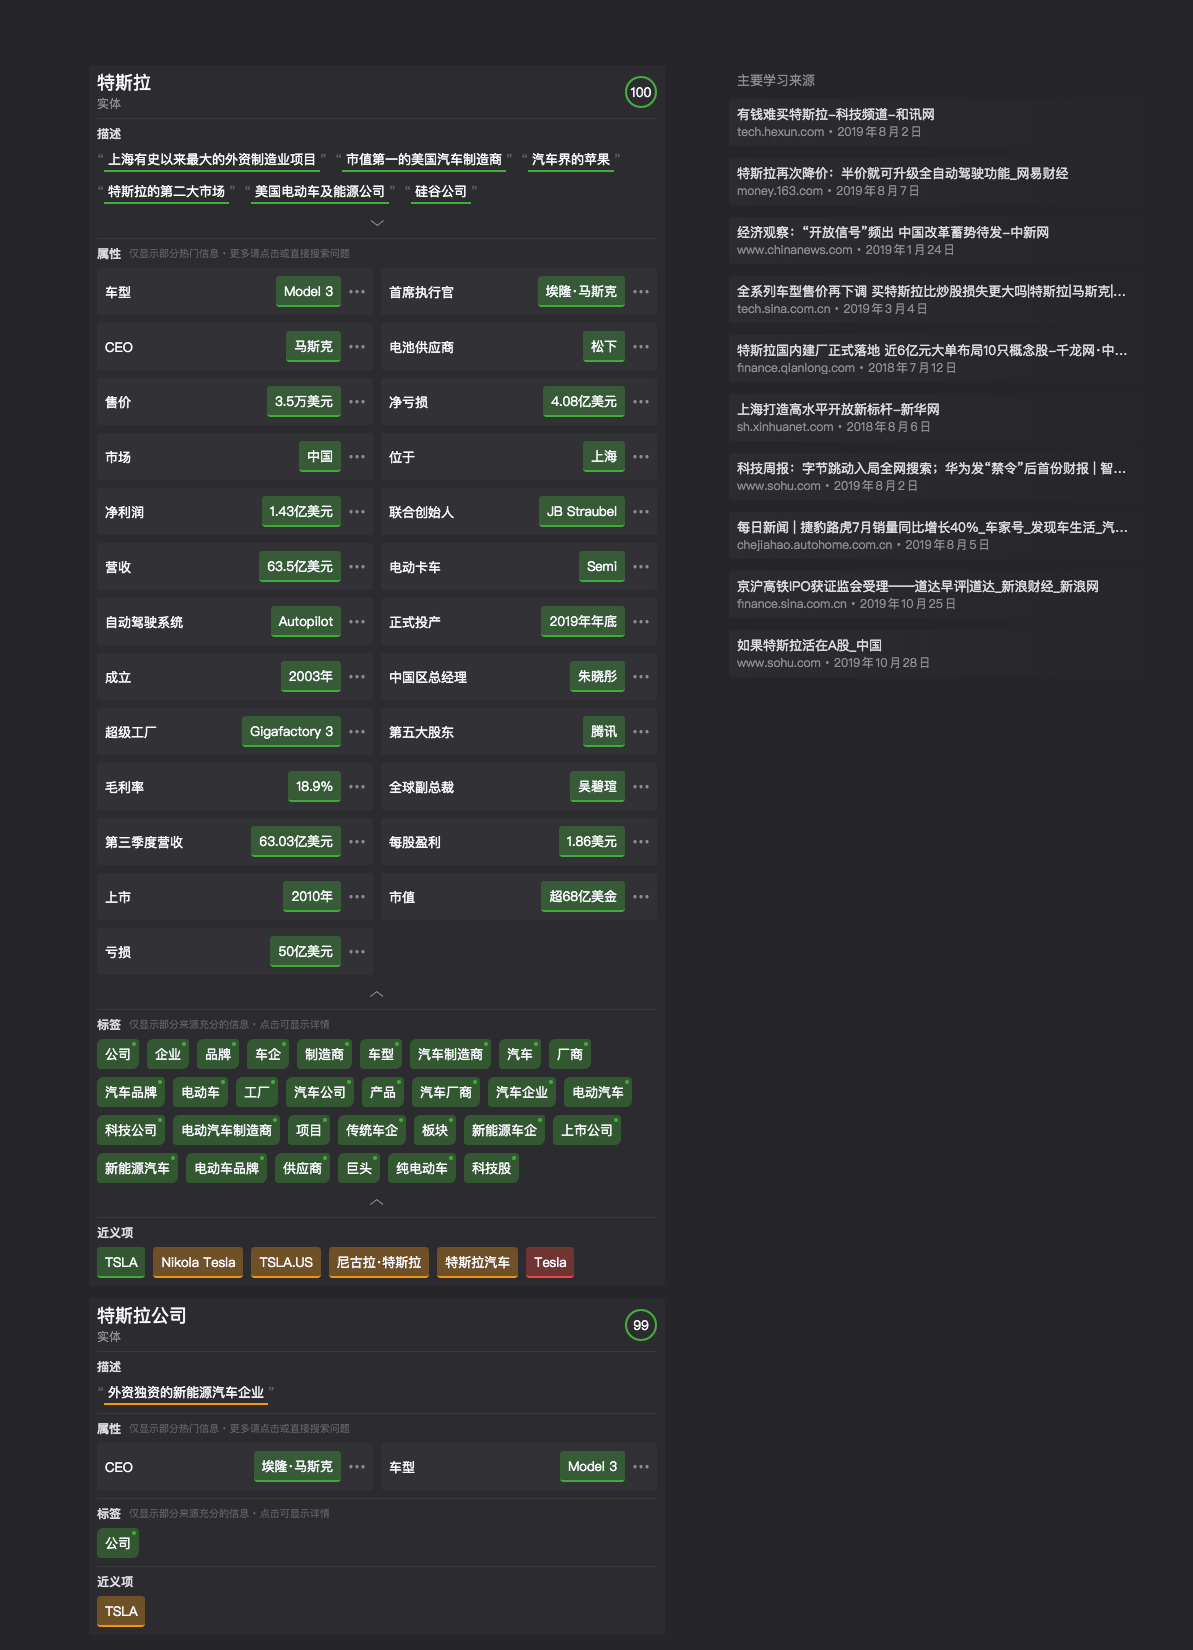 特斯拉
实体
100
描述
“ 上海有史以来最大的外资制造业项目 ” “ 市值第一的美国汽车制造商 ” “ 汽车界的苹果 ”
“ 特斯拉的第二大市场 ” “ 美国电动车及能源公司 ” “ 硅谷公司 ”
属性 仅显示部分热门信息・更多请点击或直接搜索问题
车型 Model 3 ••• 首席执行官 埃隆·马斯克 •••
CEO 马斯克 ••• 电池供应商 松下 •••
售价 3.5万美元 ••• 净亏损 4.08亿美元 •••
市场 中国 ••• 位于 上海 •••
净利润 1.43亿美元 ••• 联合创始人 JB Straubel •••
营收 63.5亿美元 ••• 电动卡车 Semi •••
自动驾驶系统 Autopilot ••• 正式投产 2019年年底 •••
成立 2003年 ••• 中国区总经理 朱晓彤 •••
超级工厂 Gigafactory 3 ••• 第五大股东 腾讯 •••
毛利率 18.9% ••• 全球副总裁 吴碧瑄 •••
第三季度营收 63.03亿美元 ••• 每股盈利 1.86美元 •••
上市 2010年 ••• 市值 超68亿美金 •••
亏损 50亿美元 •••
标签 仅显示部分来源充分的信息・点击可显示详情
公司 企业 品牌 车企 制造商 车型 汽车制造商 汽车 厂商
汽车品牌 电动车 工厂 汽车公司 产品 汽车厂商 汽车企业 电动汽车
科技公司 电动汽车制造商 项目 传统车企 板块 新能源车企 上市公司
新能源汽车 电动车品牌 供应商 巨头 纯电动车 科技股
近义项
TSLA Nikola Tesla TSLA.US 尼古拉·特斯拉 特斯拉汽车 Tesla
特斯拉公司
实体
99
描述
“ 外资独资的新能源汽车企业 ”
属性 仅显示部分热门信息・更多请点击或直接搜索问题
CEO 埃隆·马斯克 ••• 车型 Model 3 •••
标签 仅显示部分来源充分的信息・点击可显示详情
公司
近义项
TSLA
主要学习来源
有钱难买特斯拉-科技频道-和讯网
tech.hexun.com • 2019年8月2日
特斯拉再次降价：半价就可升级全自动驾驶功能_网易财经
money.163.com • 2019年8月7日
经济观察：“开放信号”频出 中国改革蓄势待发-中新网
www.chinanews.com • 2019年1月24日
全系列车型售价再下调 买特斯拉比炒股损失更大吗|特斯拉|马斯克|...
tech.sina.com.cn • 2019年3月4日
特斯拉国内建厂正式落地 近6亿元大单布局10只概念股-千龙网·中...
finance.qianlong.com • 2018年7月12日
上海打造高水平开放新标杆-新华网
sh.xinhuanet.com • 2018年8月6日
科技周报：字节跳动入局全网搜索；华为发“禁令”后首份财报 | 智...
www.sohu.com • 2019年8月2日
每日新闻 | 捷豹路虎7月销量同比增长40%_车家号_发现车生活_汽...
chejiahao.autohome.com.cn • 2019年8月5日
京沪高铁IPO获证监会受理——道达早评|道达_新浪财经_新浪网
finance.sina.com.cn • 2019年10月25日
如果特斯拉活在A股_中国
www.sohu.com • 2019年10月28日